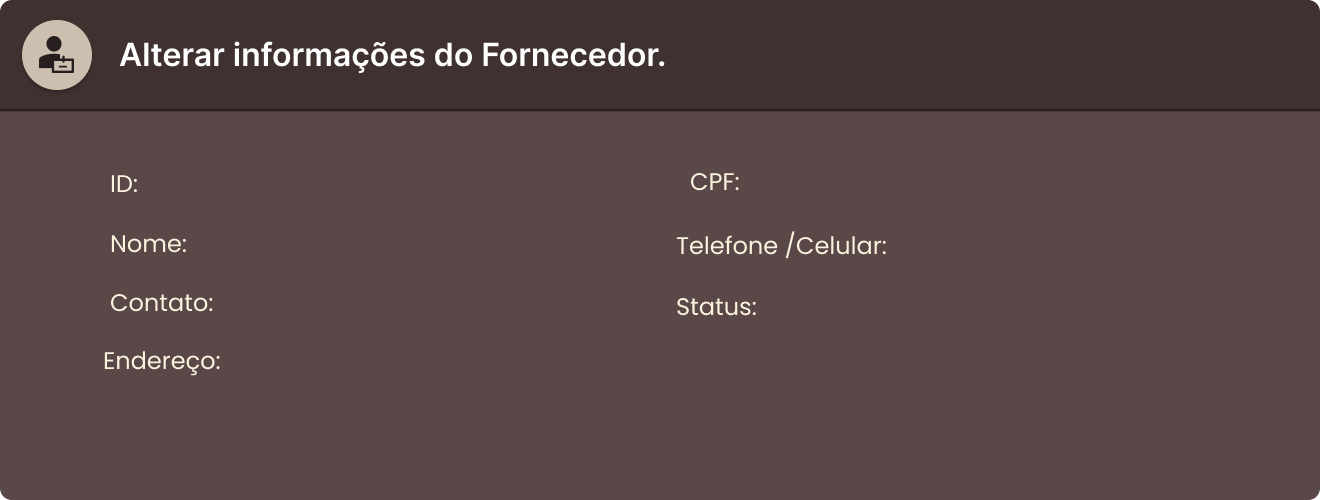 Alterar informações do Fornecedor.
ID:
CPF:
Nome:
Telefone /Celular:
Contato:
Status:
Endereço: